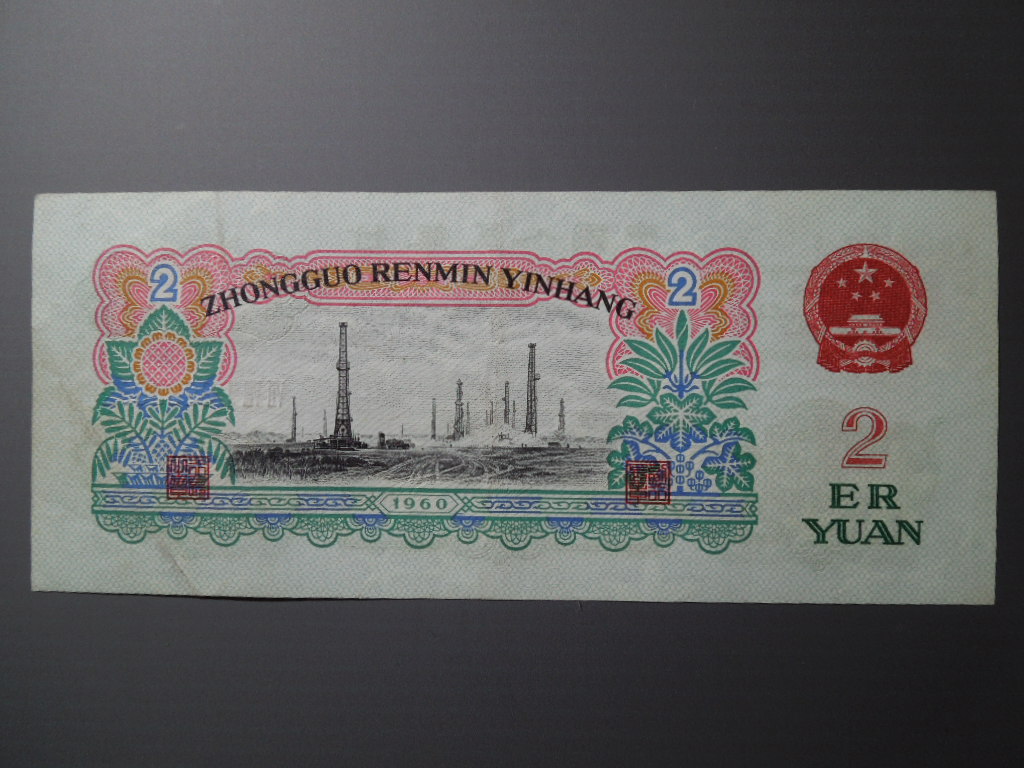 2
ZHONGGUO RENMIN YINHANG
2
1960
2
ER
YUAN